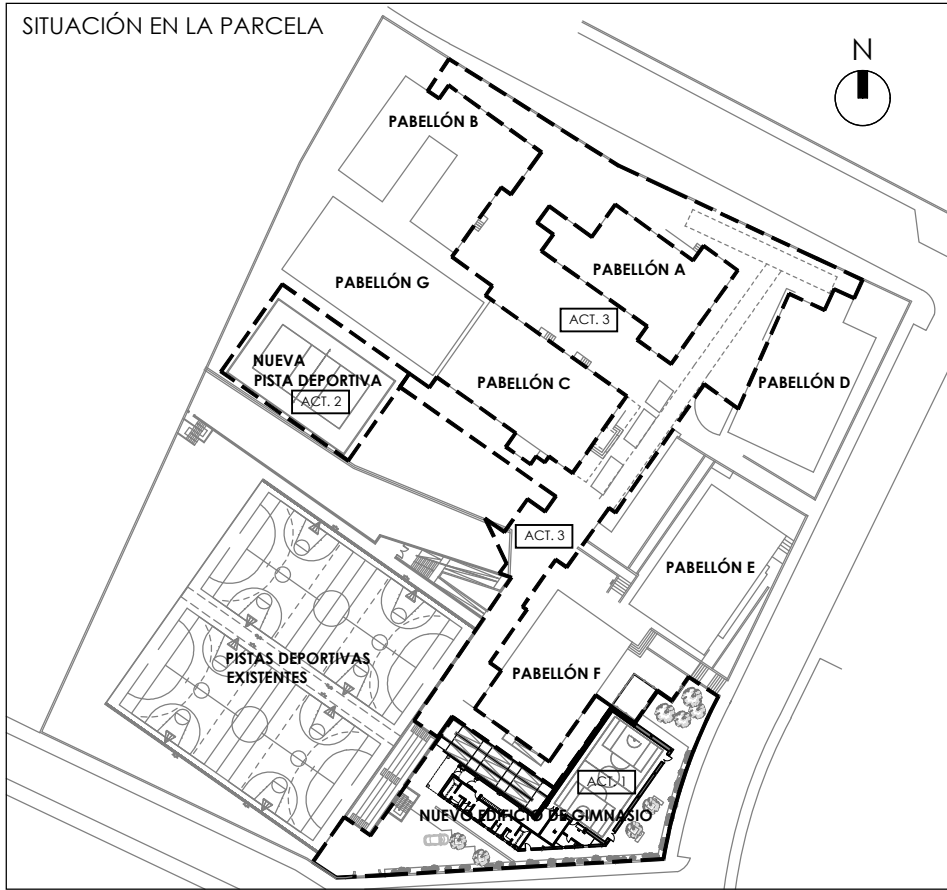 SITUACIÓN EN LA PARCELA
N
PABELLÓN B
PABELLÓN A
PABELLÓN G
ACT. 3
NUEVA
PISTA DEPORTIVA
ACT. 2
PABELLÓN C
PABELLÓN D
ACT. 3
PABELLÓN E
PISTAS DEPORTIVAS
EXISTENTES
PABELLÓN F
ACT. 1
NUEVO EDIFICIO DE GIMNASIO